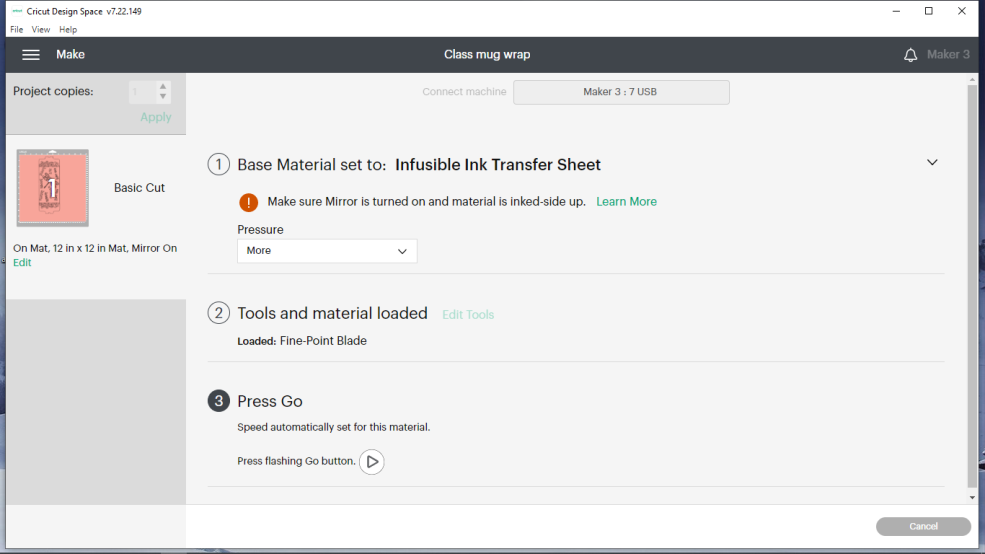 Cricut Design Space v7.22.149
File View Help
Make
Class mug wrap
Maker 3
Project copies:
1
Apply
Connect machine
Maker 3 : 7 USB
1
Basic Cut
On Mat, 12 in x 12 in Mat, Mirror On
Edit
1 Base Material set to: Infusible Ink Transfer Sheet
! Make sure Mirror is turned on and material is inked-side up. Learn More
Pressure
More
2 Tools and material loaded Edit Tools
Loaded: Fine-Point Blade
3 Press Go
Speed automatically set for this material.
Press flashing Go button.
Cancel